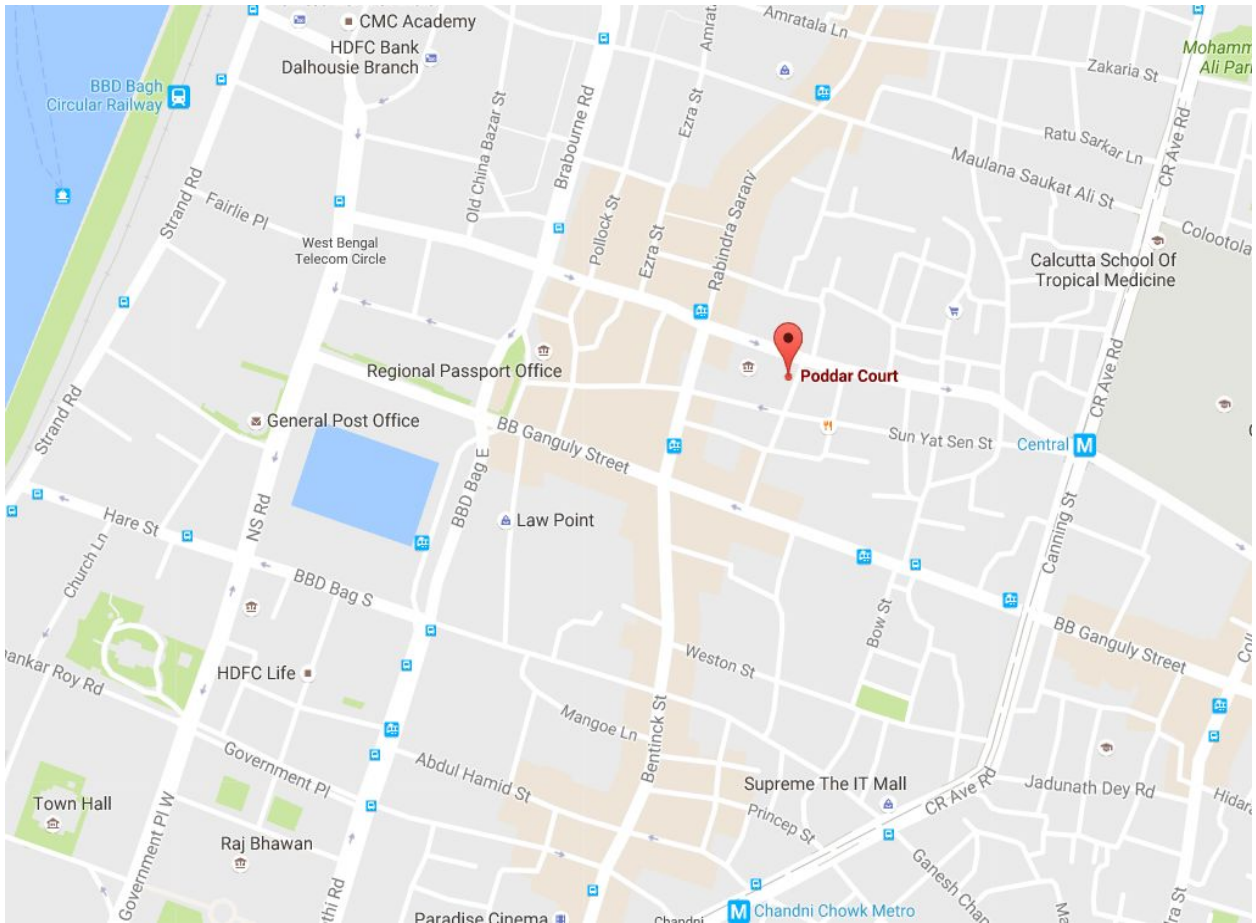 CMC Academy
HDFC Bank
Dalhousie Branch
Amratala Ln
Mohamm
Ali Par
Zakaria St
BBD Bagh
Circular Railway
Old China Bazar St
Brabourne Rd
Ezra St
Ratu Sarkar Ln
CR Ave Rd
Maulana Saukat Ali St
Strand Rd
Fairlie Pl
Pollock St
Ezra St
Rabindra Sarani
Colootola
West Bengal
Telecom Circle
Calcutta School Of
Tropical Medicine
Regional Passport Office
Poddar Court
CR Ave Rd
Strand Rd
General Post Office
BB Ganguly Street
Sun Yat Sen St
Central
M
BBD Bag E
Law Point
Hare St
NS Rd
Church Ln
BBD Bag S
Canning St
Bow St
BB Ganguly Street
ankar Roy Rd
HDFC Life
Weston St
Mangoe Ln
Bentinck St
Government Pl
Abdul Hamid St
Supreme The IT Mall
CR Ave Rd
Jadunath Dey Rd
Hidara
Town Hall
Government Pl W
Princep St
Raj Bhawan
Ganesh Chan
Paradise Cinema
Chandni
M
Chandni Chowk Metro